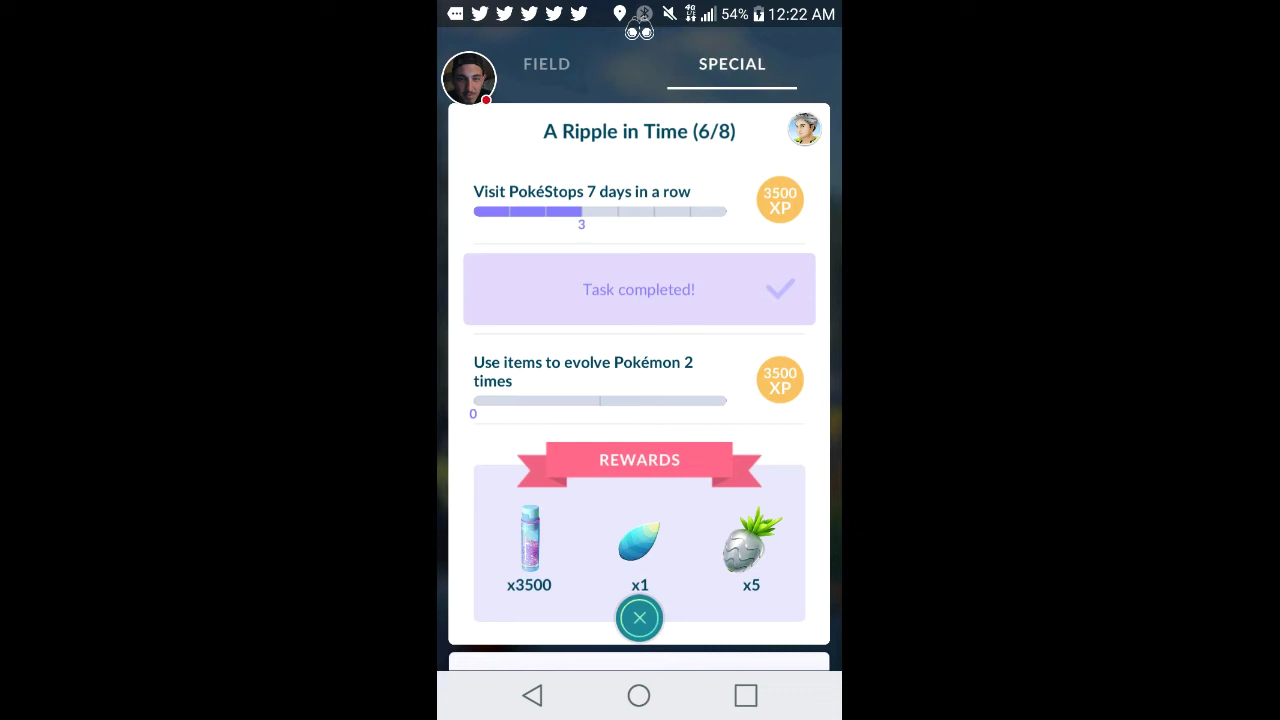 54% 12:22 AM
FIELD SPECIAL
A Ripple in Time (6/8)
Visit PokéStops 7 days in a row
3500
XP
3
Task completed!
Use items to evolve Pokémon 2
times
3500
XP
0
REWARDS
x3500 x1 x5